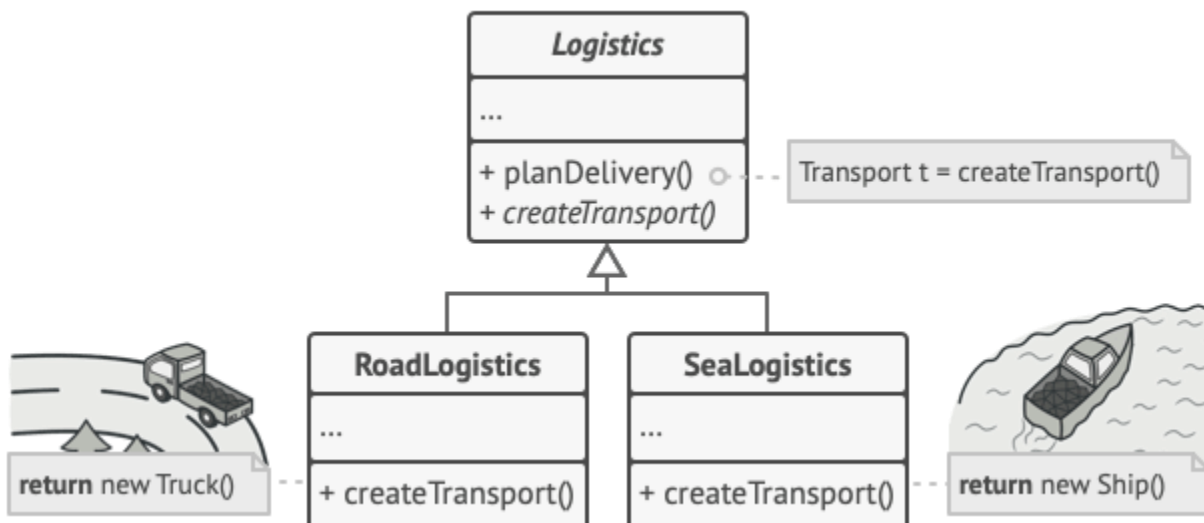 Logistics
...
+ planDelivery()
Transport t = createTransport()
+ createTransport()
RoadLogistics
SeaLogistics
...
...
return new Truck()
+ createTransport()
+ createTransport()
return new Ship()